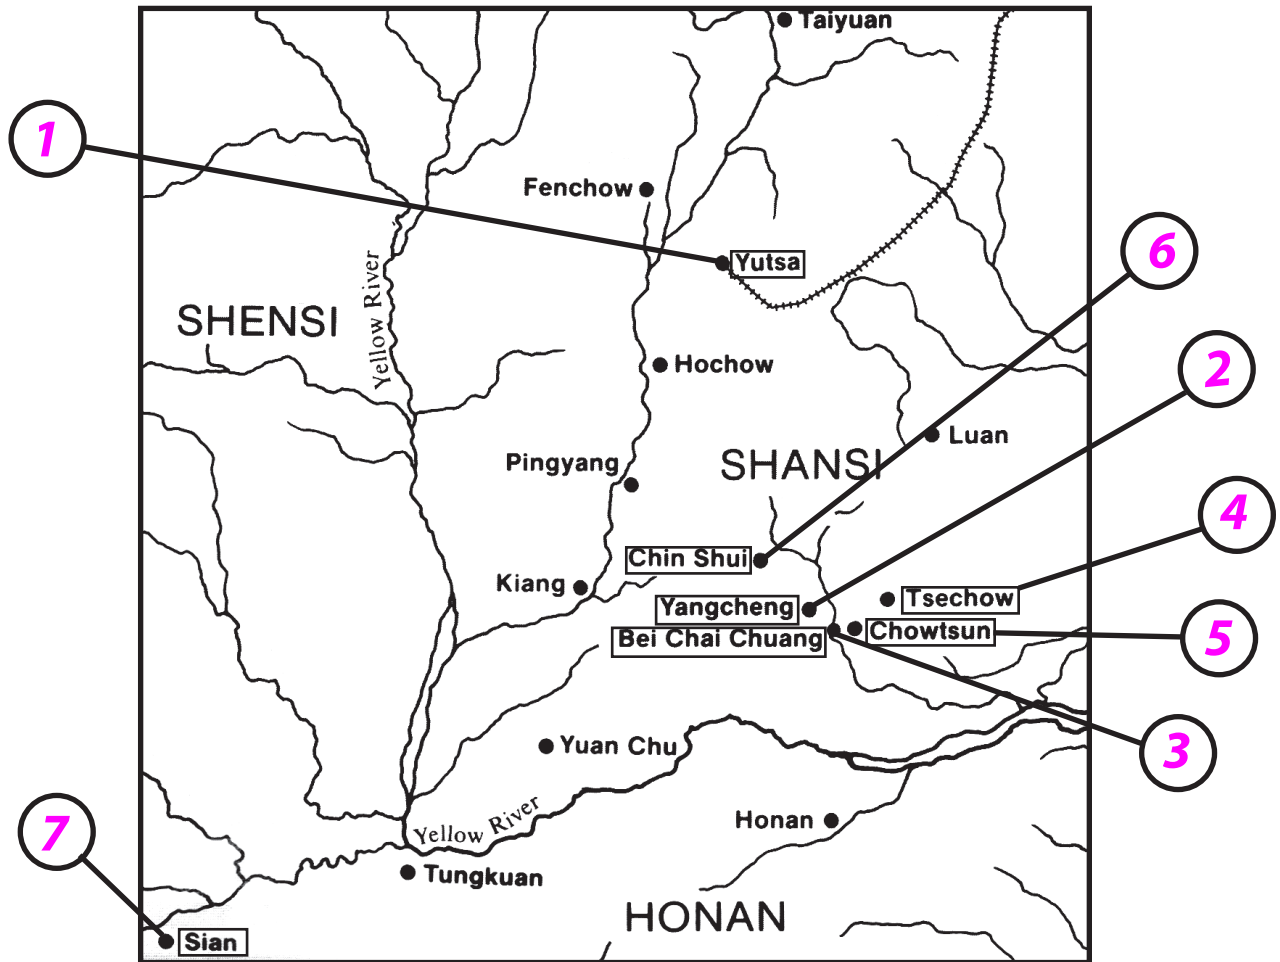 Taiyuan
1
Fenchow
6
Yutsa
Yellow River
SHENSI
Hochow
2
Luan
Pingyang
SHANSI
4
Chin Shui
Kiang
Tsechow
Yangcheng
Chowtsun
Bei Chai Chuang
5
Yuan Chu
3
7
Yellow River
Honan
Tungkuan
HONAN
Sian